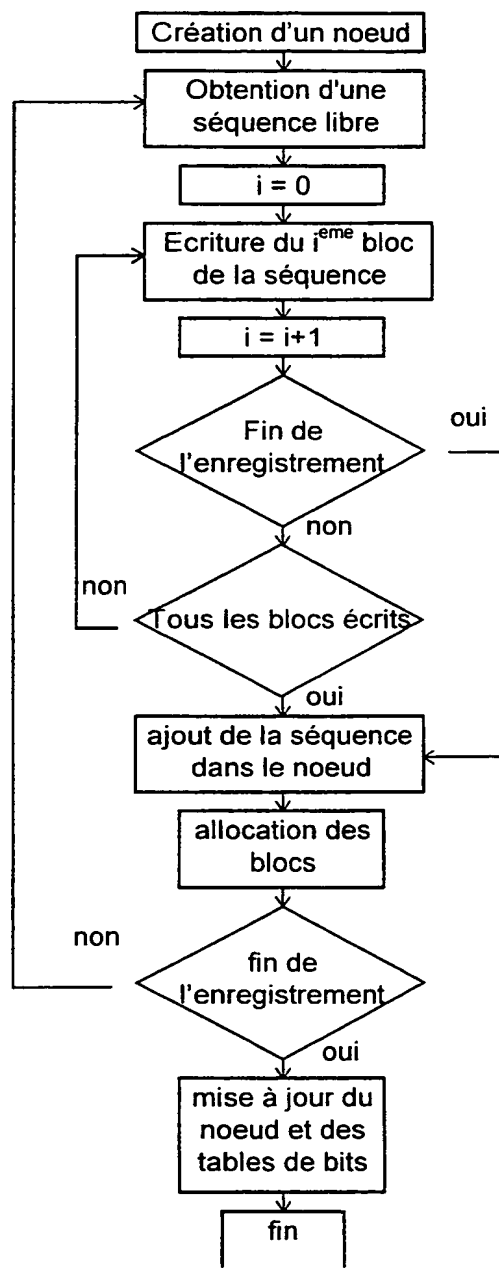 Création d'un noeud
Obtention d'une
séquence libre
i = 0
Ecriture du i^eme bloc
de la séquence
i = i+1
Fin de
l'enregistrement
oui
non
non
Tous les blocs écrits
oui
ajout de la séquence
dans le noeud
allocation des
blocs
non
fin de
l'enregistrement
oui
mise à jour du
noeud et des
tables de bits
fin